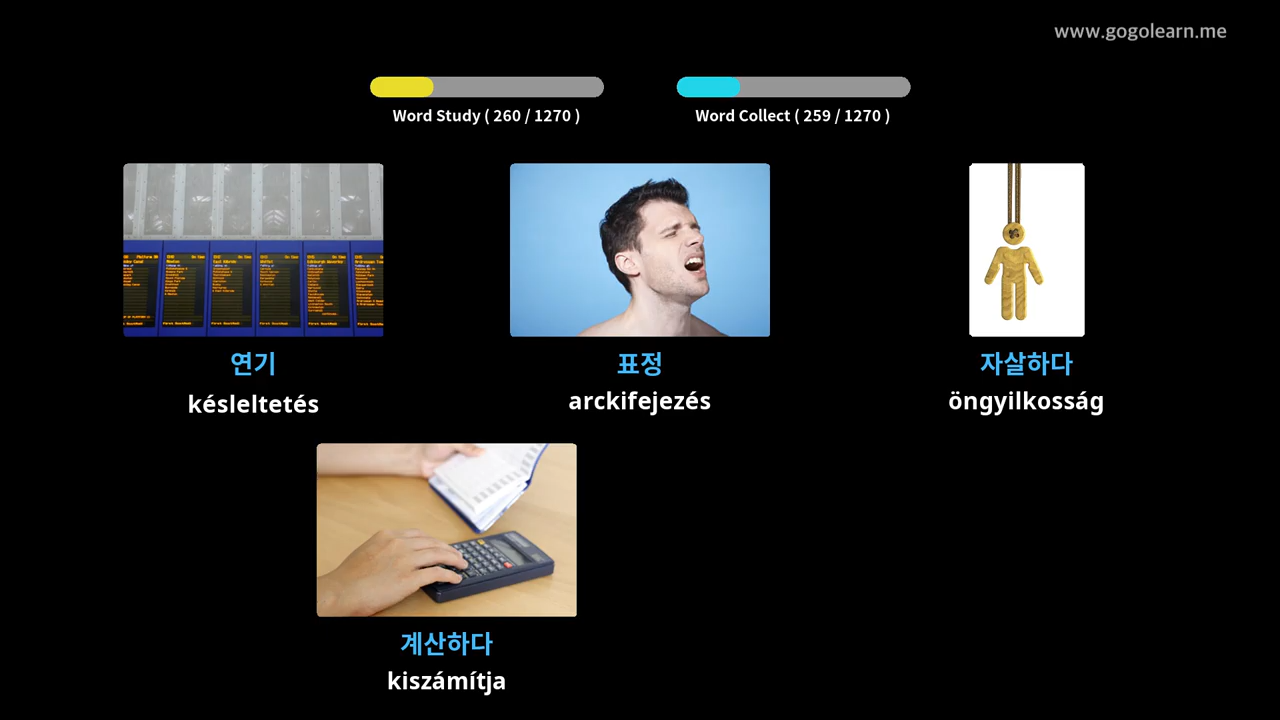 www.gogolearn.me
Word Study ( 260 / 1270 )
Word Collect ( 259 / 1270 )
연기
késleltetés
표정
arckifejezés
자살하다
öngyilkosság
계산하다
kiszámítja